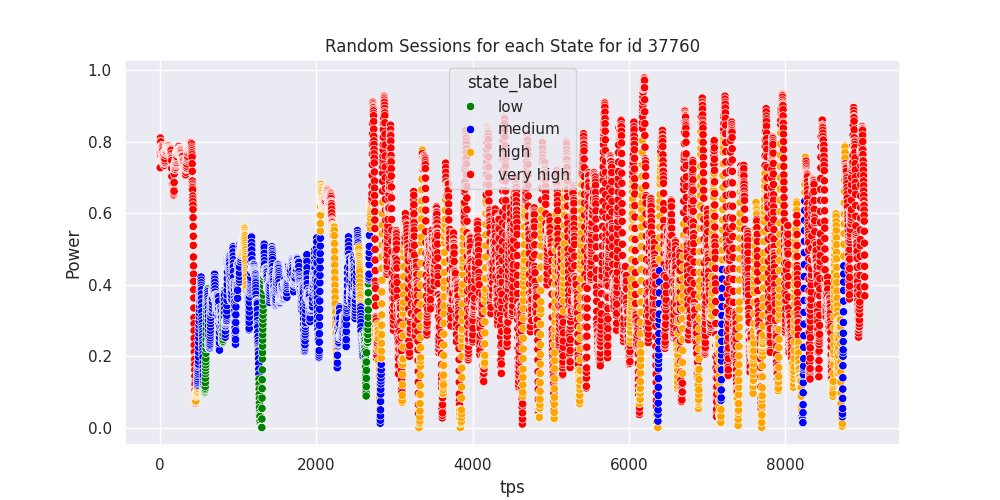 Random Sessions for each State for id 37760
1.0
0.8
0.6
0.4
0.2
0.0
Power
state_label
low
medium
high
very high
0 2000 4000 6000 8000
tps